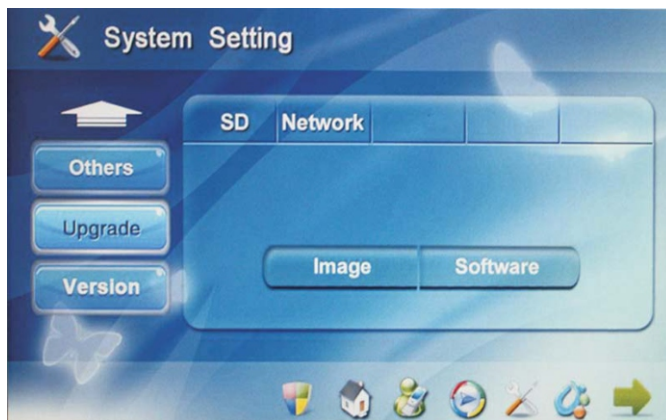 System Setting
SD Network
Others
Upgrade
Image Software
Version